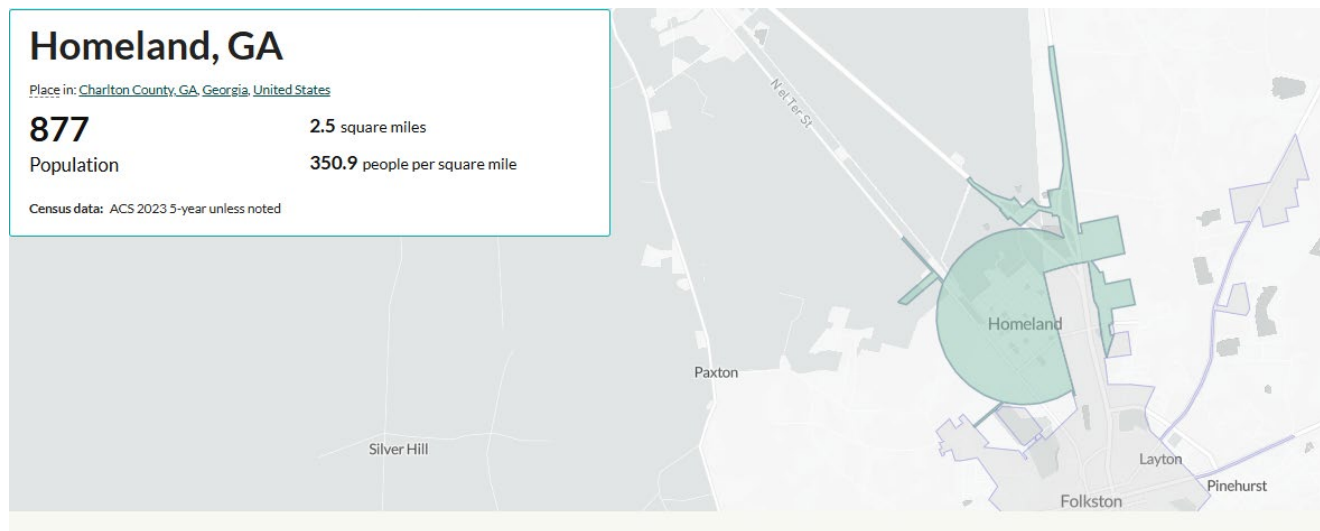 Homeland, GA
Place in: Charlton County, GA, Georgia, United States
877
Population
2.5 square miles
350.9 people per square mile
Census data: ACS 2023 5-year unless noted
N el Ter St
Homeland
Paxton
Silver Hill
Layton
Pinehurst
Folkston